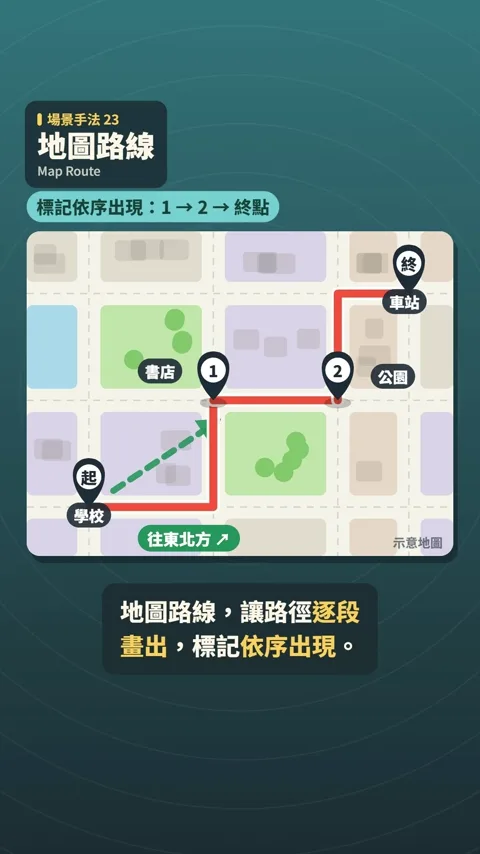 場景手法 23
地圖路線
Map Route
標記依序出現：1 → 2 → 終點
終
車站
書店
1
2
公園
起
學校
往東北方 ↗
示意地圖
地圖路線，讓路徑逐段
畫出，標記依序出現。